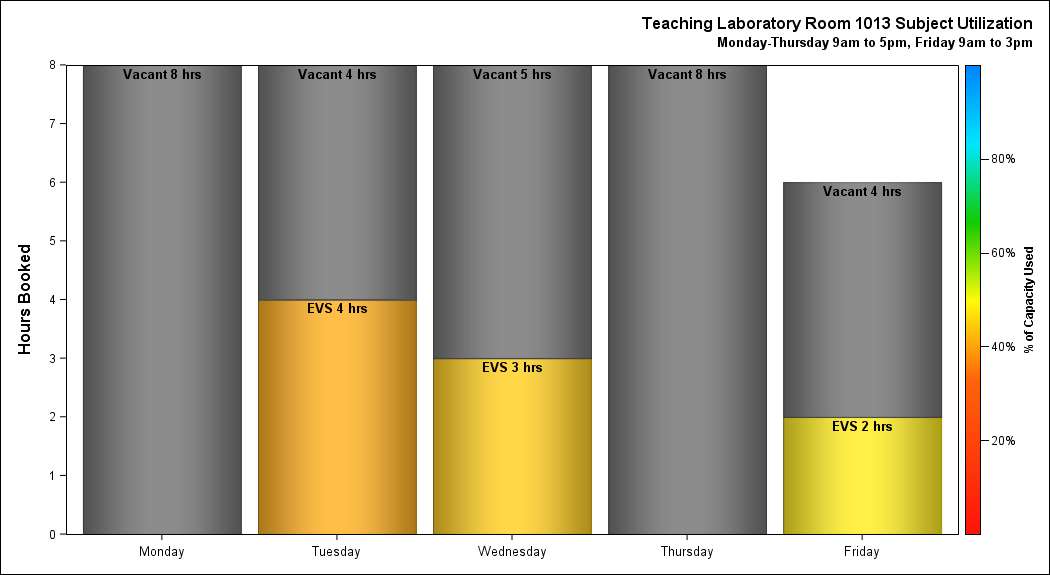 Teaching Laboratory Room 1013 Subject Utilization
Monday-Thursday 9am to 5pm, Friday 9am to 3pm
Hours Booked
8
7
6
5
4
3
2
1
0
Vacant 8 hrs
Vacant 4 hrs
EVS 4 hrs
Vacant 5 hrs
EVS 3 hrs
Vacant 8 hrs
Vacant 4 hrs
EVS 2 hrs
Monday
Tuesday
Wednesday
Thursday
Friday
80%
60%
40%
20%
% of Capacity Used